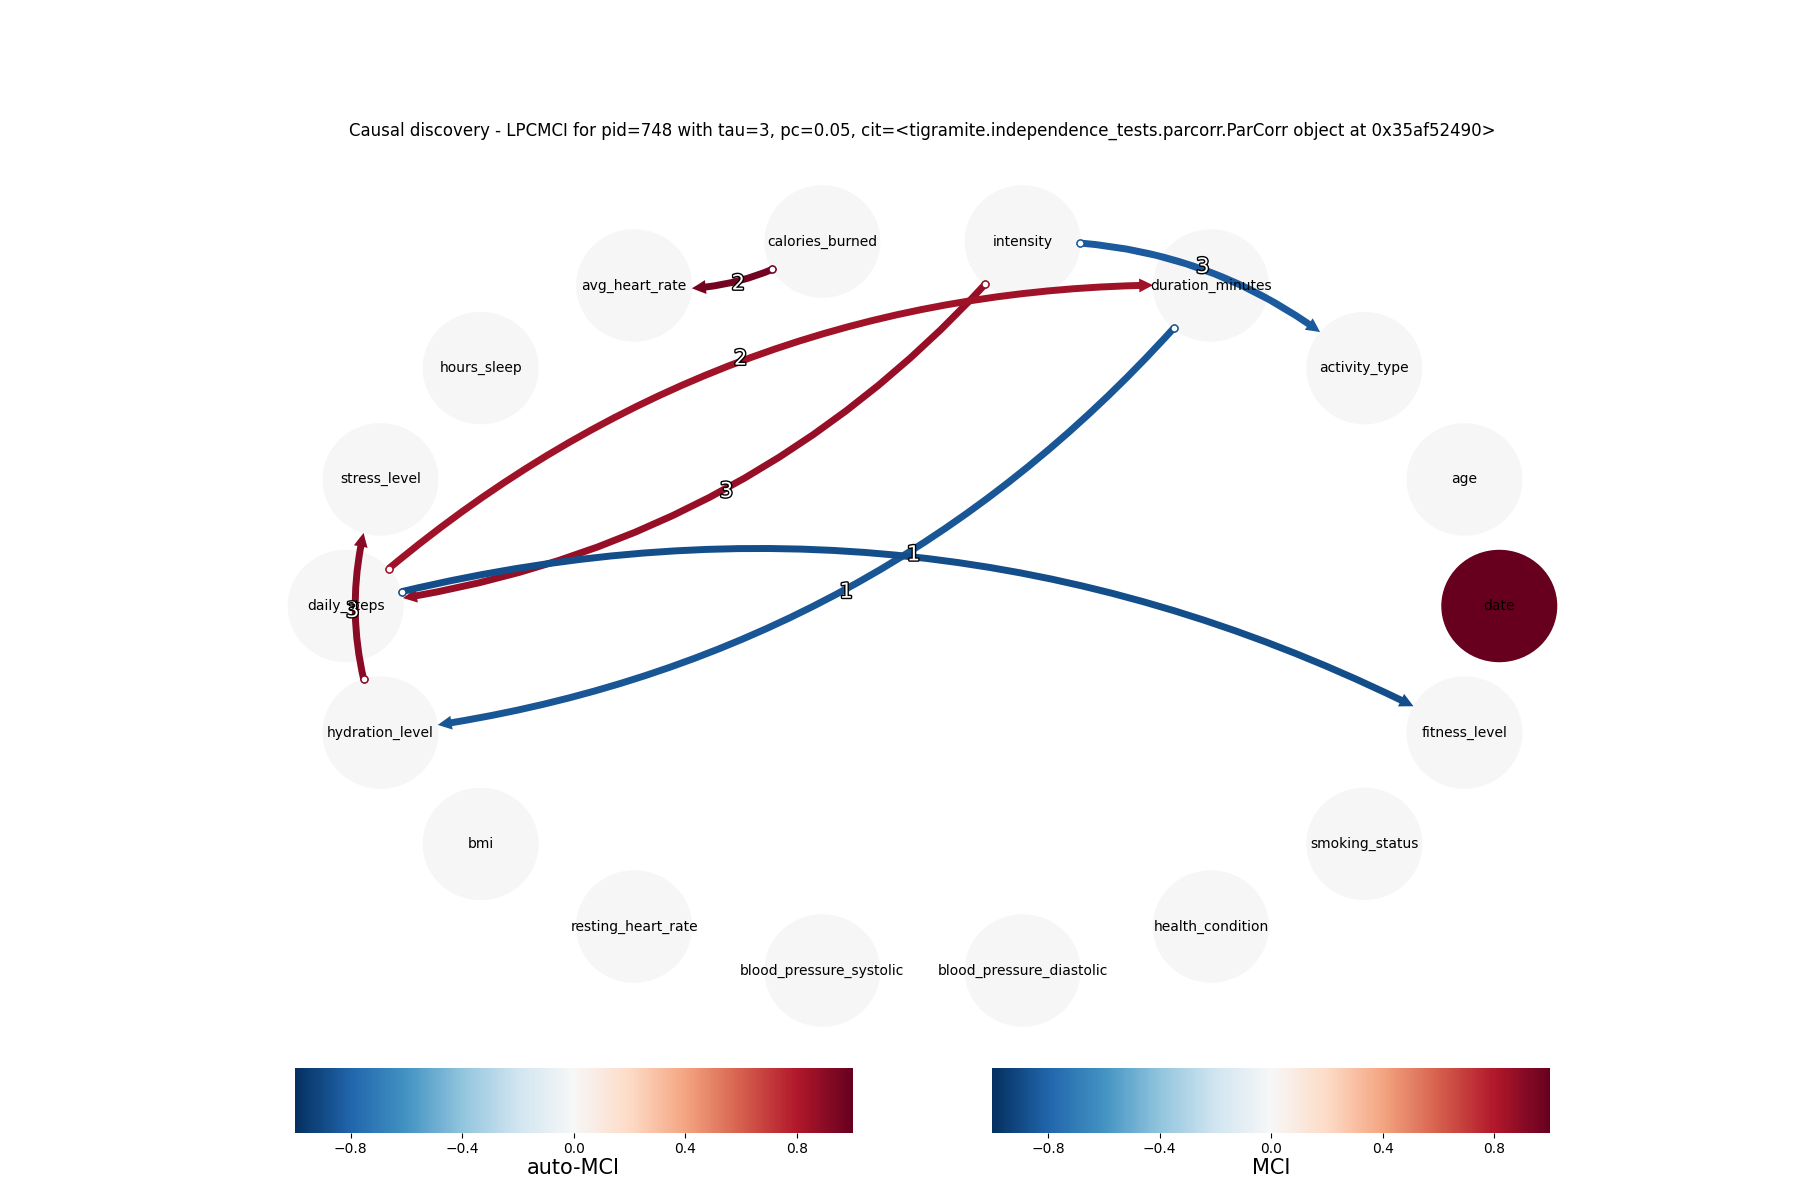 Causal discovery - LPCMCI for pid=748 with tau=3, pc=0.05, cit=<tigramite.independence_tests.parcorr.ParCorr object at 0x35af52490>
calories_burned
intensity
3
avg_heart_rate
2
duration_minutes
2
hours_sleep
activity_type
stress_level
3
age
1
daily_steps
3
1
date
hydration_level
fitness_level
bmi
smoking_status
resting_heart_rate
health_condition
blood_pressure_systolic
blood_pressure_diastolic
−0.8 −0.4 0.0 0.4 0.8
auto-MCI
−0.8 −0.4 0.0 0.4 0.8
MCI